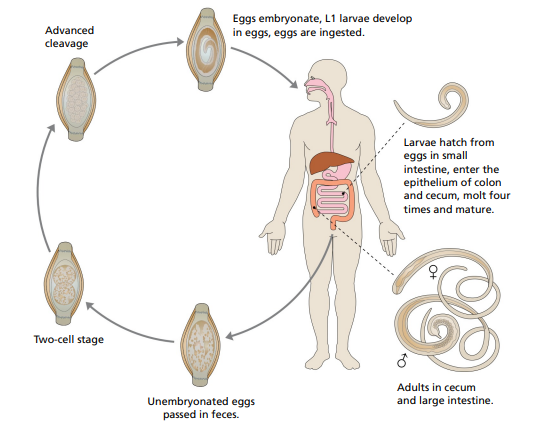 Eggs embryonate, L1 larvae develop
in eggs, eggs are ingested.
Advanced
cleavage
Larvae hatch from
eggs in small
intestine, enter the
epithelium of colon
and cecum, molt four
times and mature.
♀
♂
Two-cell stage
Unembryonated eggs
passed in feces.
Adults in cecum
and large intestine.